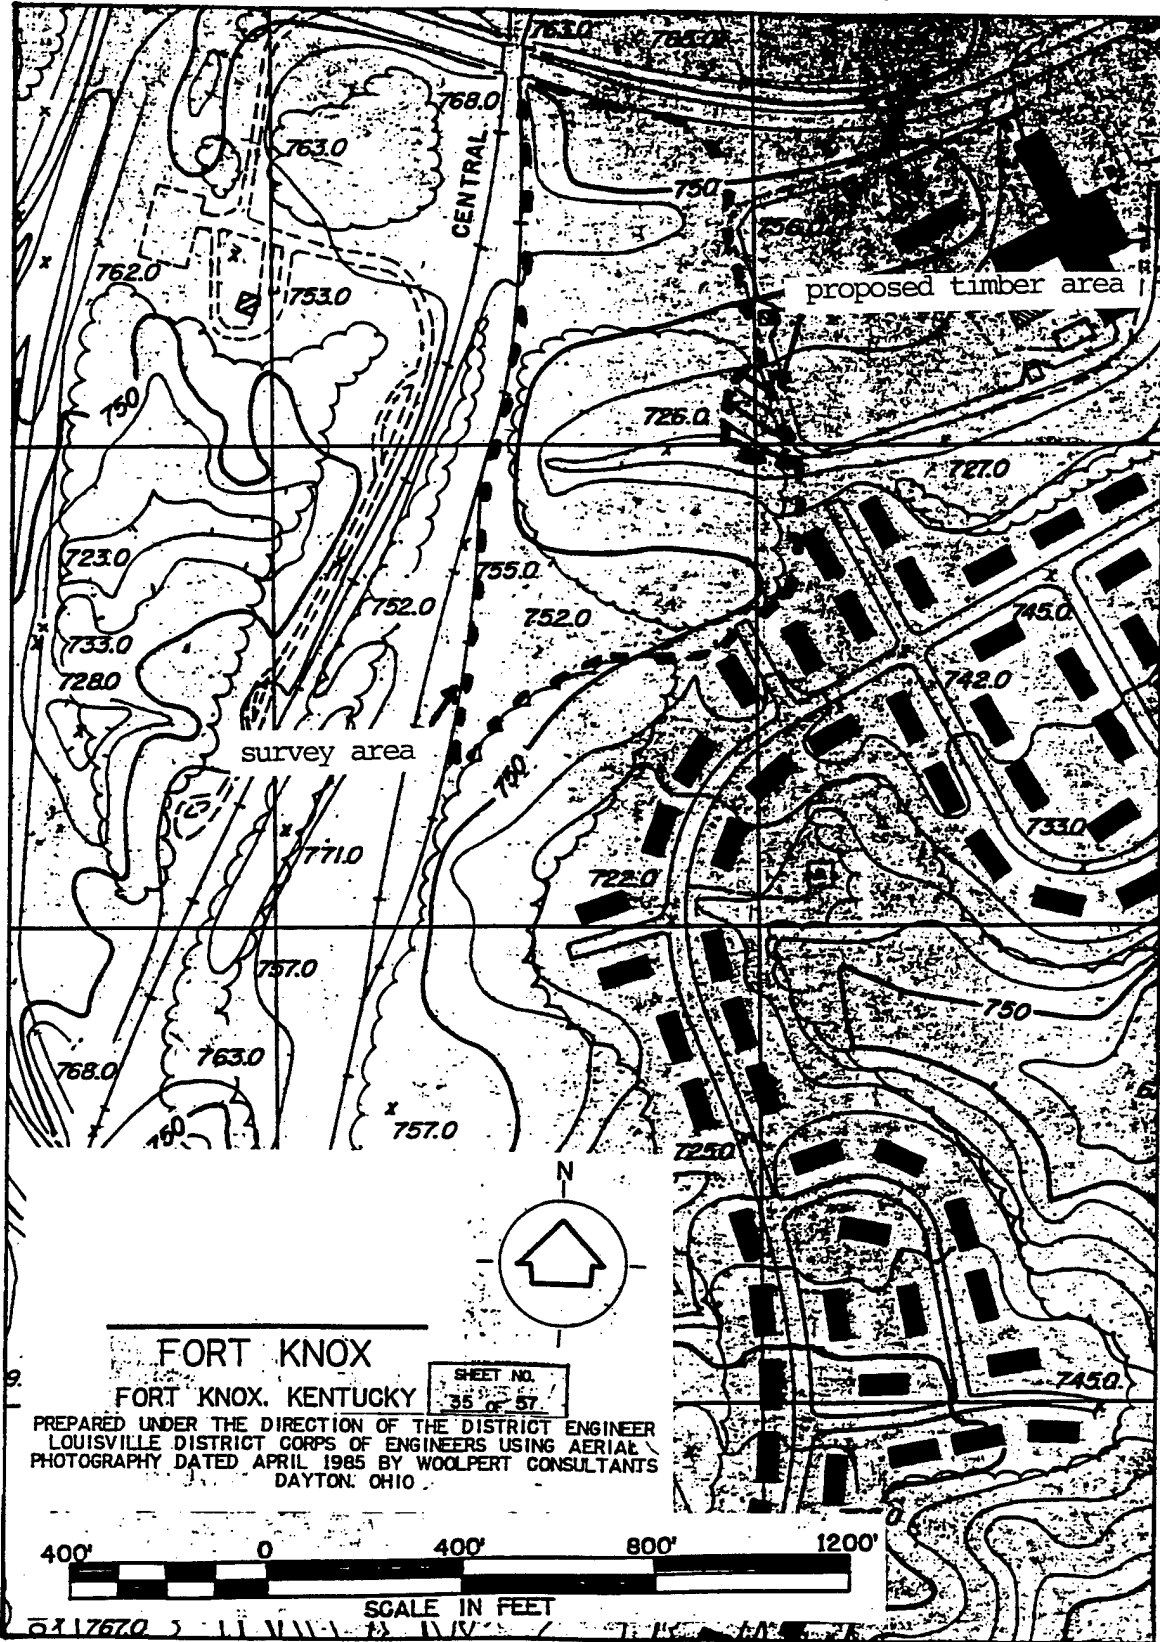 763.0
768.0
763.0
CENTRAL
750
756.0
762.0
753.0
proposed timber area
750
726.0
727.0
723.0
755.0
752.0
752.0
745.0
733.0
728.0
742.0
survey area
750
733.0
771.0
722.0
757.0
750
768.0
763.0
757.0
750
725.0
N
FORT KNOX
FORT KNOX, KENTUCKY
SHEET NO.
35 OF 57
PREPARED UNDER THE DIRECTION OF THE DISTRICT ENGINEER
LOUISVILLE DISTRICT CORPS OF ENGINEERS USING AERIAL
PHOTOGRAPHY DATED APRIL 1985 BY WOOLPERT CONSULTANTS
DAYTON, OHIO
745.0
400' 0 400' 800' 1200'
SCALE IN FEET
767.0